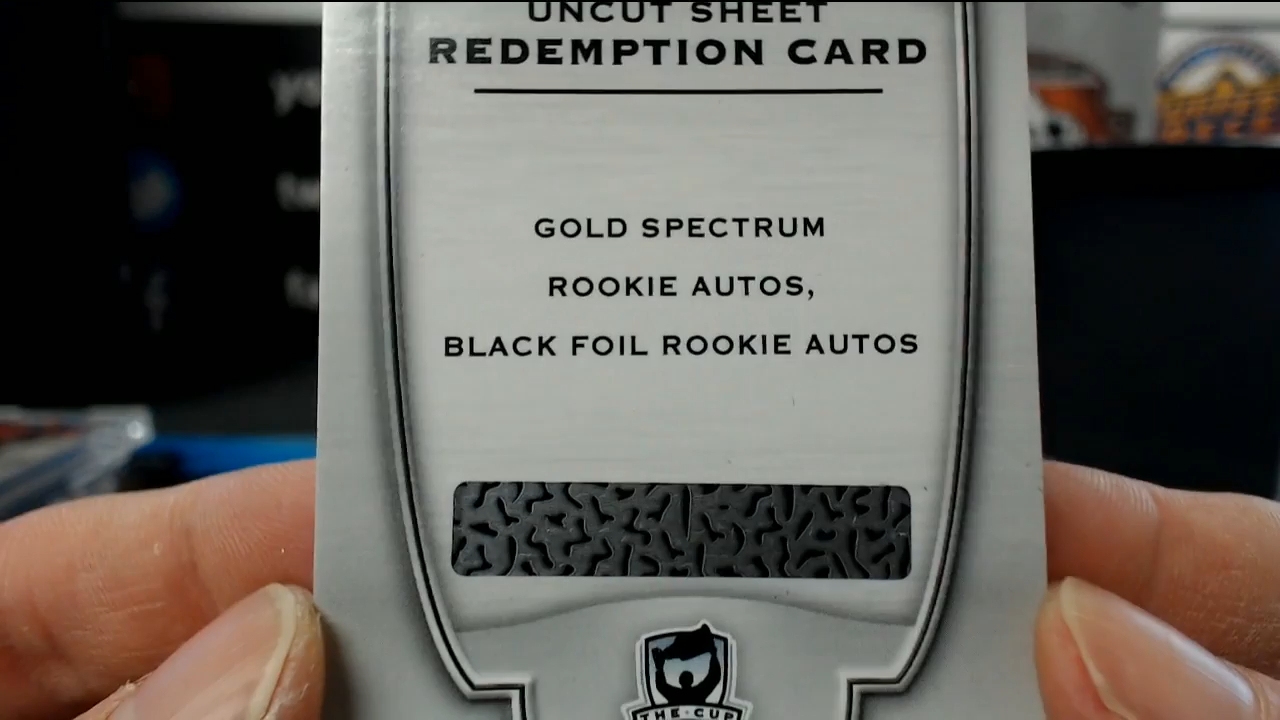 UNCUT SHEET
REDEMPTION CARD
GOLD SPECTRUM
ROOKIE AUTOS,
BLACK FOIL ROOKIE AUTOS
THE CUP